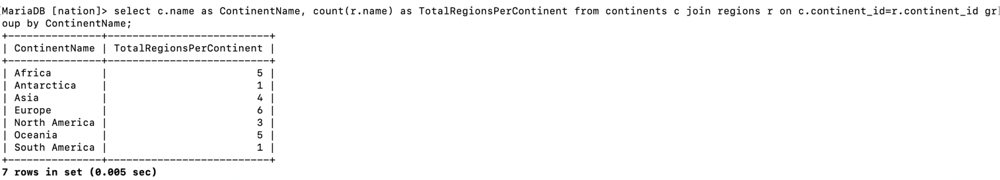 [MariaDB [nation]> select c.name as ContinentName, count(r.name) as TotalRegionsPerContinent from continents c join regions r on c.continent_id=r.continent_id gr]
oup by ContinentName;
+---------------+--------------------------+
| ContinentName | TotalRegionsPerContinent |
+---------------+--------------------------+
| Africa        |                        5 |
| Antarctica    |                        1 |
| Asia          |                        4 |
| Europe        |                        6 |
| North America |                        3 |
| Oceania       |                        5 |
| South America |                        1 |
+---------------+--------------------------+
7 rows in set (0.005 sec)